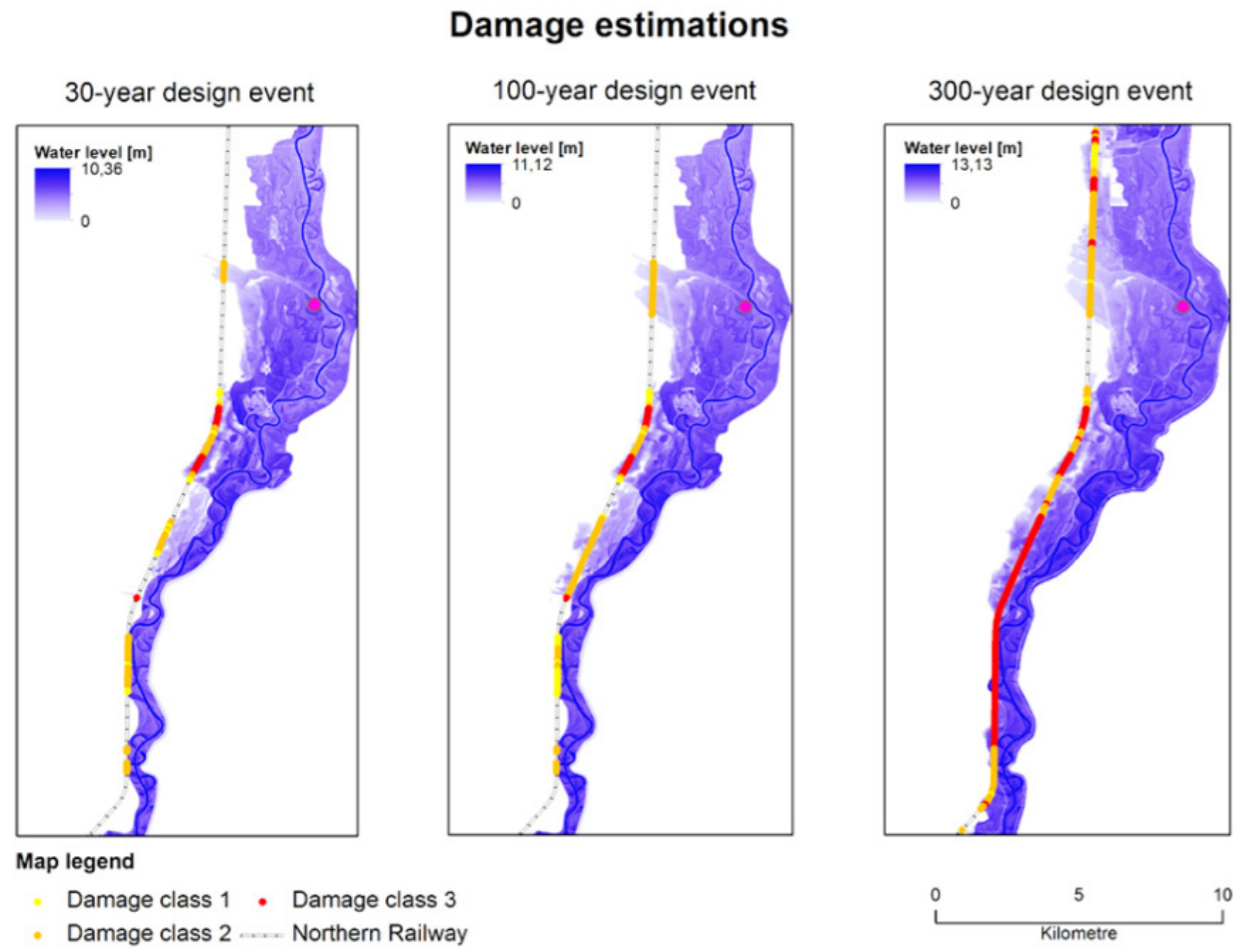 Damage estimations
30-year design event
100-year design event
300-year design event
Water level [m]
10,36
0
Water level [m]
11,12
0
Water level [m]
13,13
0
Map legend
Damage class 1
Damage class 3
Damage class 2
Northern Railway
0 5 10
Kilometre